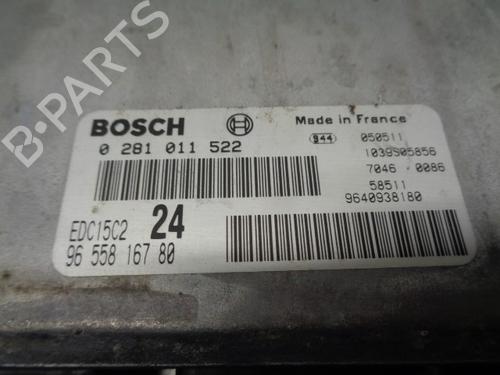 B-PARTS
BOSCH
Made in France
0 281 011 522
944 050511
1039S05856
7046 0086
58511
9640938180
EDC15C2 24
96 558 167 80